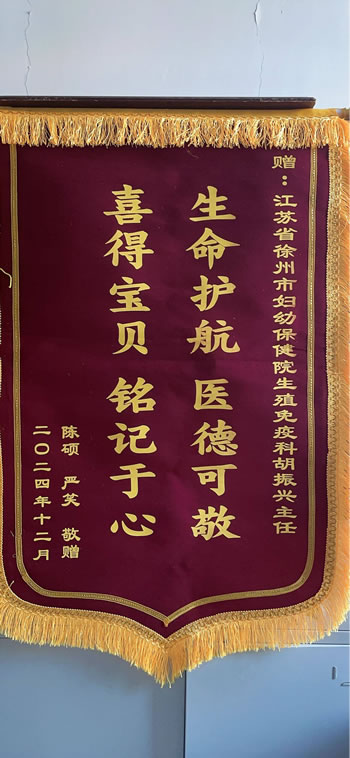 赠：江苏省徐州市妇幼保健院生殖免疫科胡振兴主任
生命护航 医德可敬
喜得宝贝 铭记于心
陈硕 严笑 敬赠
二〇二四年十二月